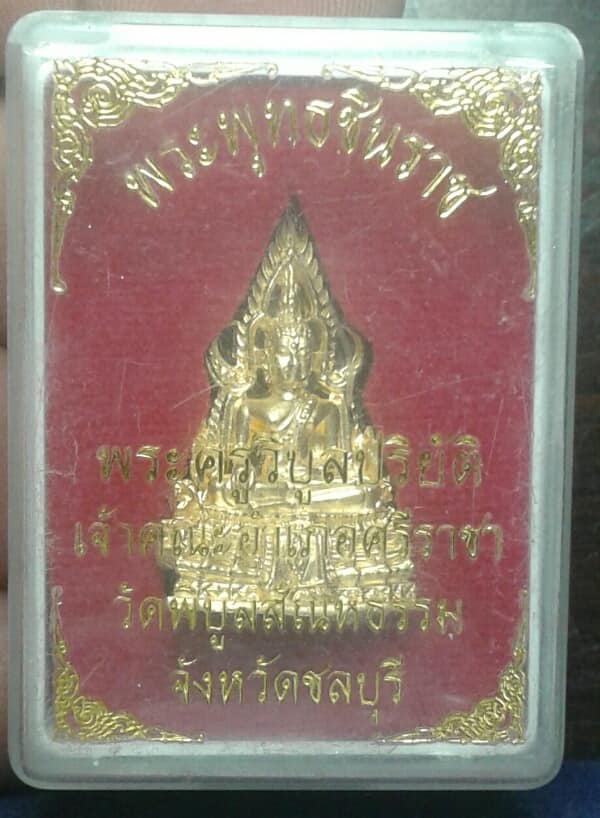 พระพุทธชินราช
พระครูวิบูลปริยัติ
เจ้าคณะอำเภอศรีราชา
วัดพิบูลสัณหธรรม
จังหวัดชลบุรี